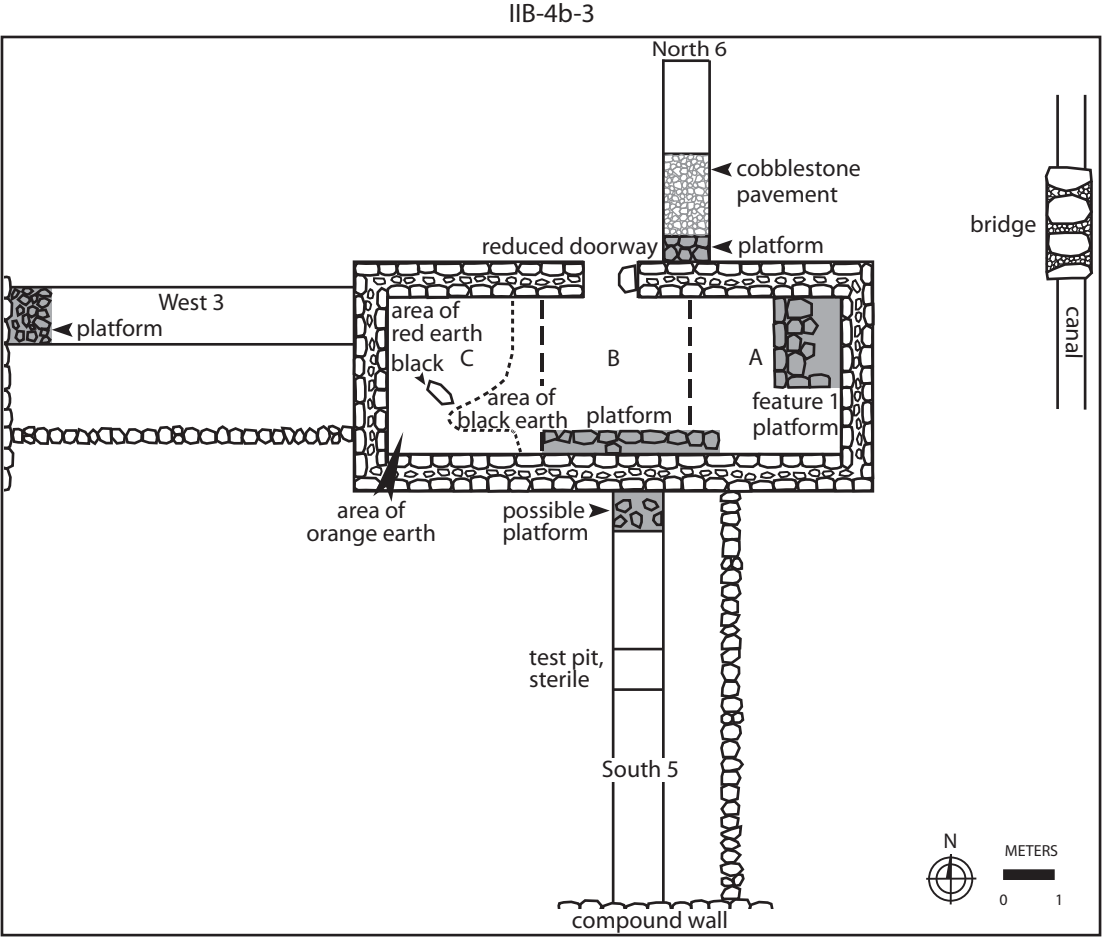 IIB-4b-3
North 6
cobblestone
pavement
bridge
reduced doorway
platform
West 3
platform
area of
red earth
black
C
B
A
area of
black earth
platform
feature 1
platform
canal
area of
orange earth
possible
platform
test pit,
sterile
South 5
N
METERS
0 1
compound wall